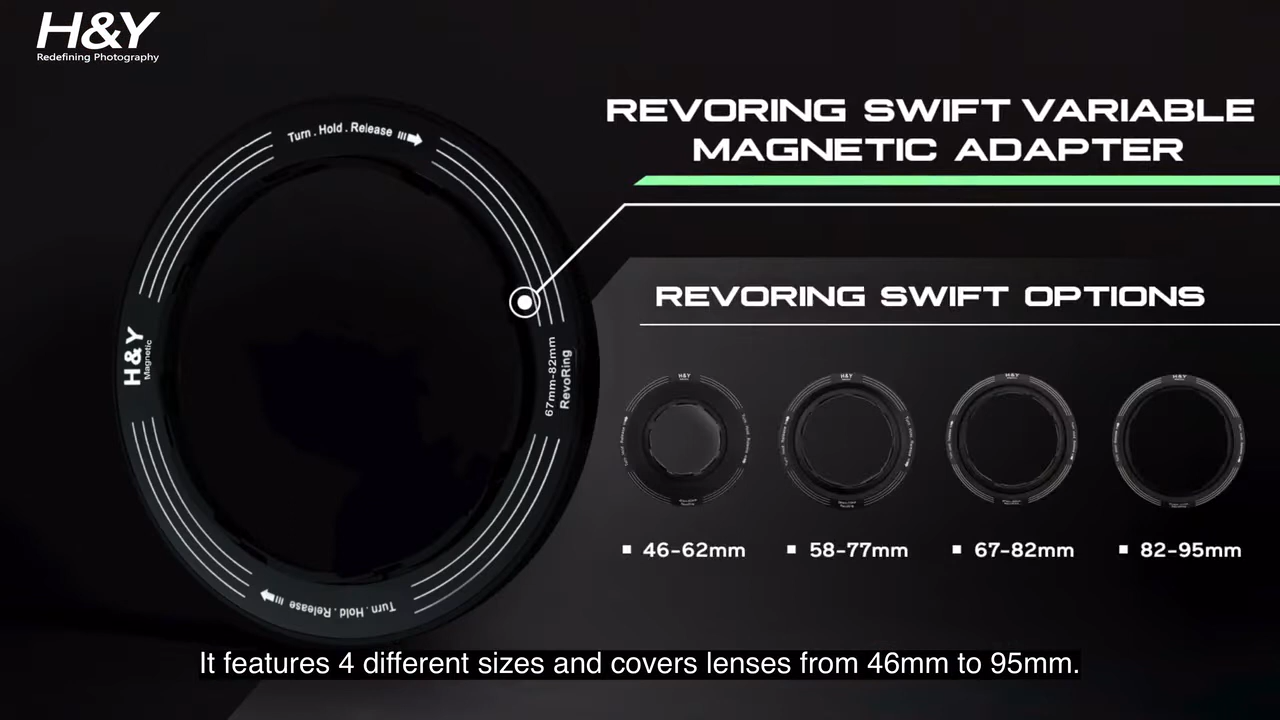 H&Y
Redefining Photography
REVORING SWIFT VARIABLE
MAGNETIC ADAPTER
Turn . Hold . Release
H&Y
Magnetic
67mm-82mm
RevoRing
Turn . Hold . Release
REVORING SWIFT OPTIONS
H&Y
H&Y
H&Y
H&Y
46-62mm
58-77mm
67-82mm
82-95mm
It features 4 different sizes and covers lenses from 46mm to 95mm.